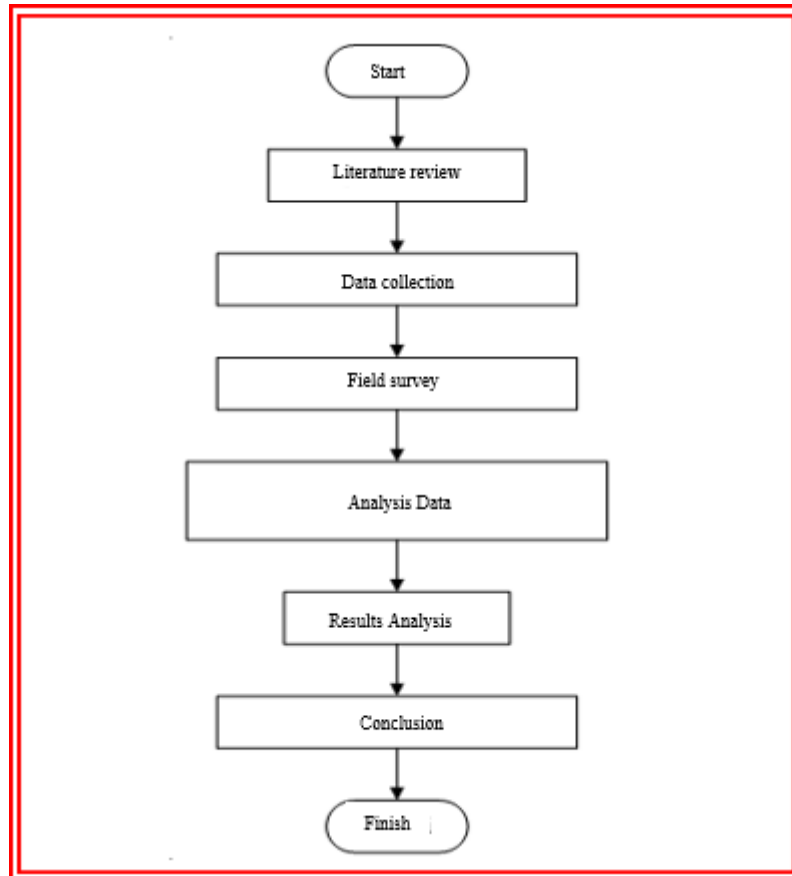 Start
Literature review
Data collection
Field survey
Analysis Data
Results Analysis
Conclusion
Finish